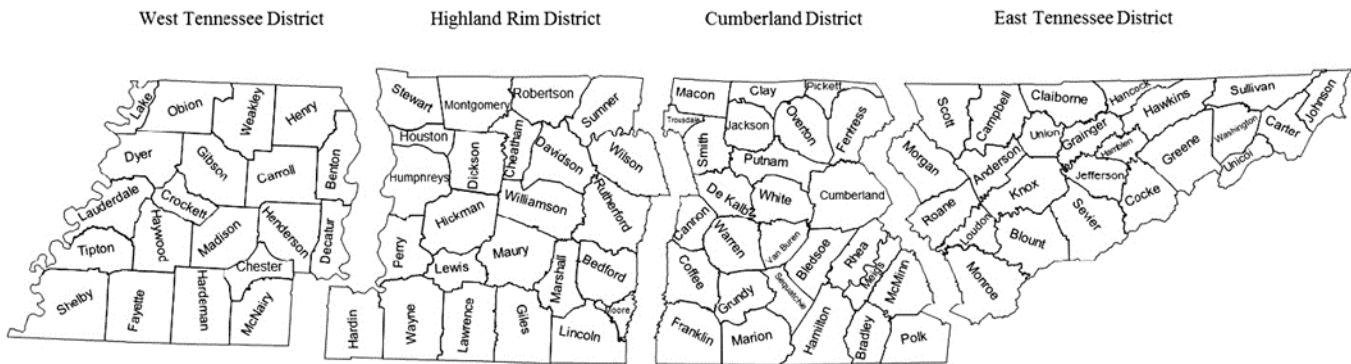 West Tennessee District
Highland Rim District
Cumberland District
East Tennessee District
Lake
Obion
Weakley
Henry
Dyer
Gibson
Carroll
Benton
Lauderdale
Crockett
Haywood
Madison
Henderson
Decatur
Tipton
Chester
Shelby
Fayette
Hardeman
McNairy
Stewart
Montgomery
Robertson
Sumner
Houston
Dickson
Cheatham
Davidson
Wilson
Humphreys
Hickman
Williamson
Rutherford
Perry
Lewis
Maury
Marshall
Bedford
Moore
Hardin
Wayne
Lawrence
Giles
Lincoln
Macon
Clay
Pickett
Trousdale
Smith
Jackson
Overton
Fentress
Putnam
De Kalb
White
Cumberland
Cannon
Warren
Van Buren
Bledsoe
Rhea
Meigs
McMinn
Coffee
Grundy
Sequatchie
Franklin
Marion
Hamilton
Bradley
Polk
Scott
Campbell
Claiborne
Hancock
Hawkins
Sullivan
Johnson
Morgan
Anderson
Union
Grainger
Hamblen
Greene
Washington
Carter
Unicoi
Roane
Loudon
Knox
Jefferson
Cocke
Sevier
Blount
Monroe